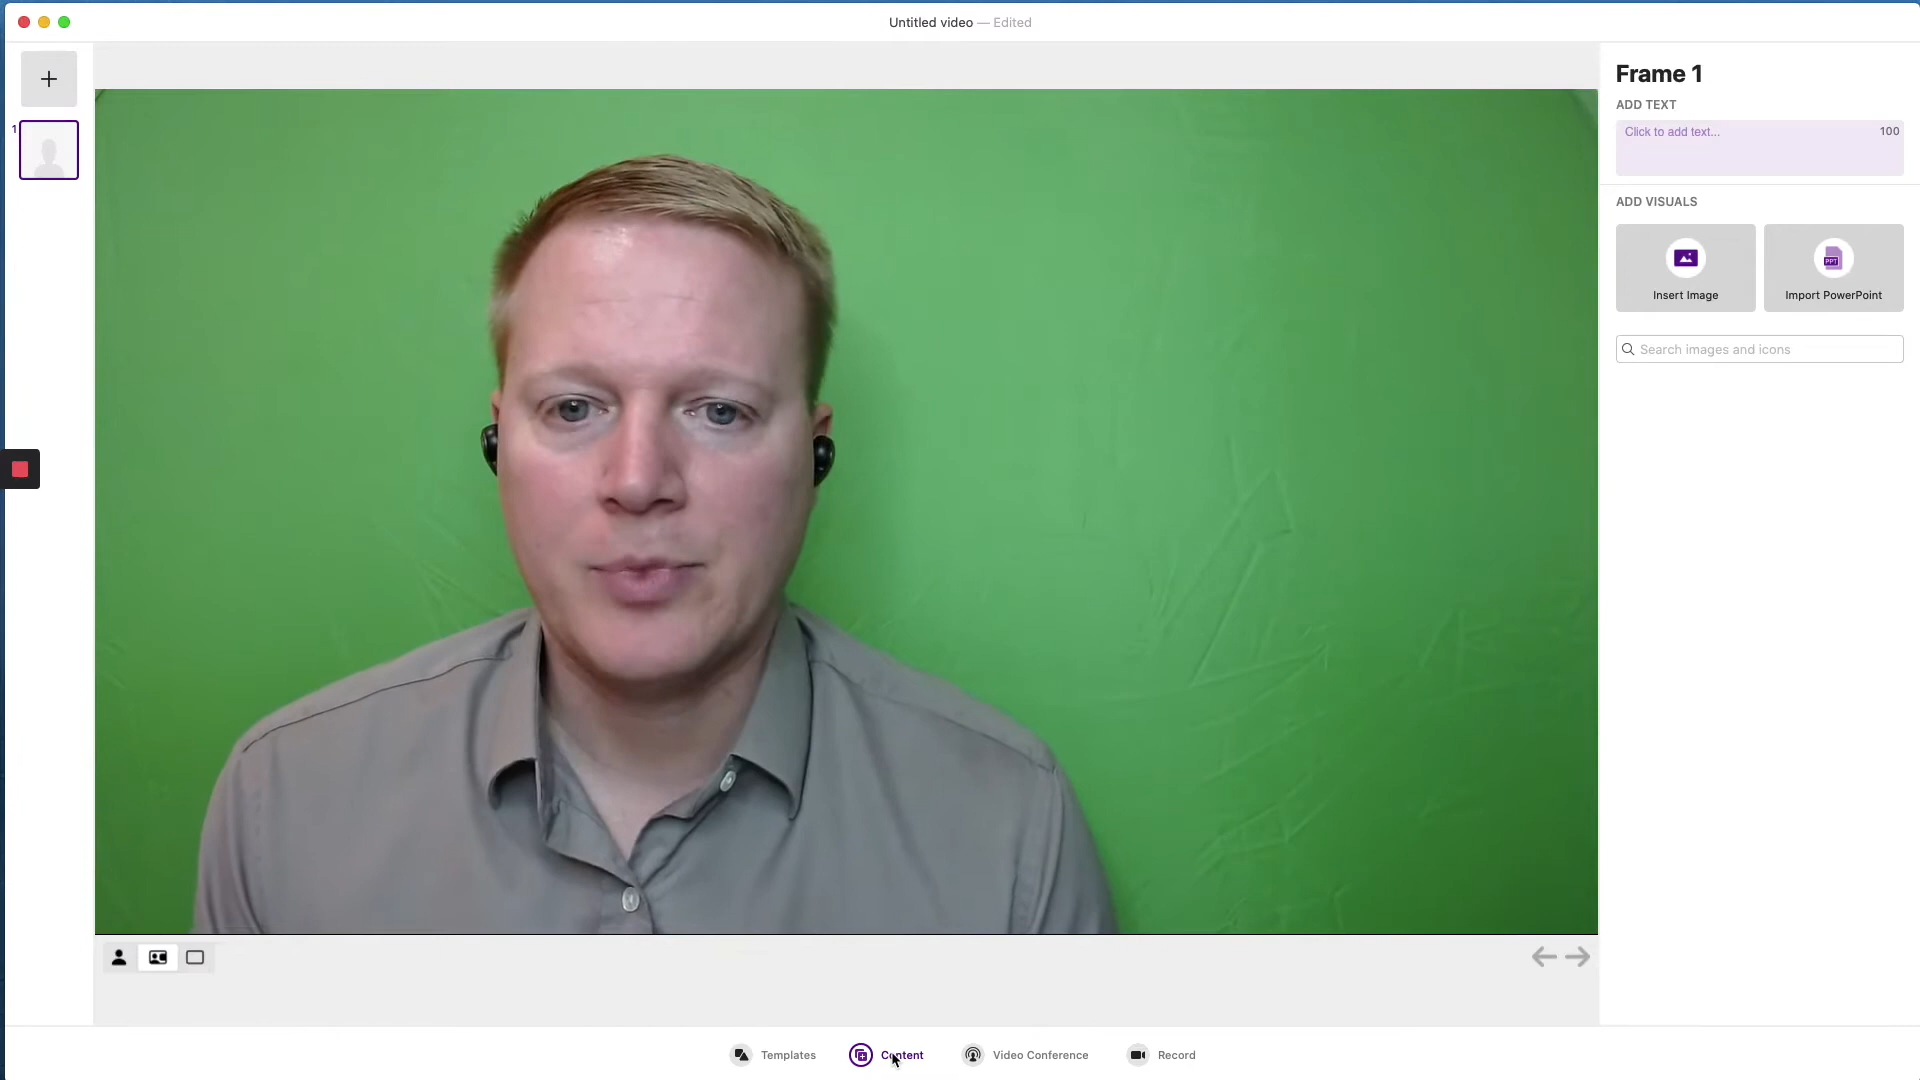 Untitled video — Edited
1
Frame 1
ADD TEXT
Click to add text...
100
ADD VISUALS
PPT
Insert Image
Import PowerPoint
Search images and icons
Templates
Content
Video Conference
Record